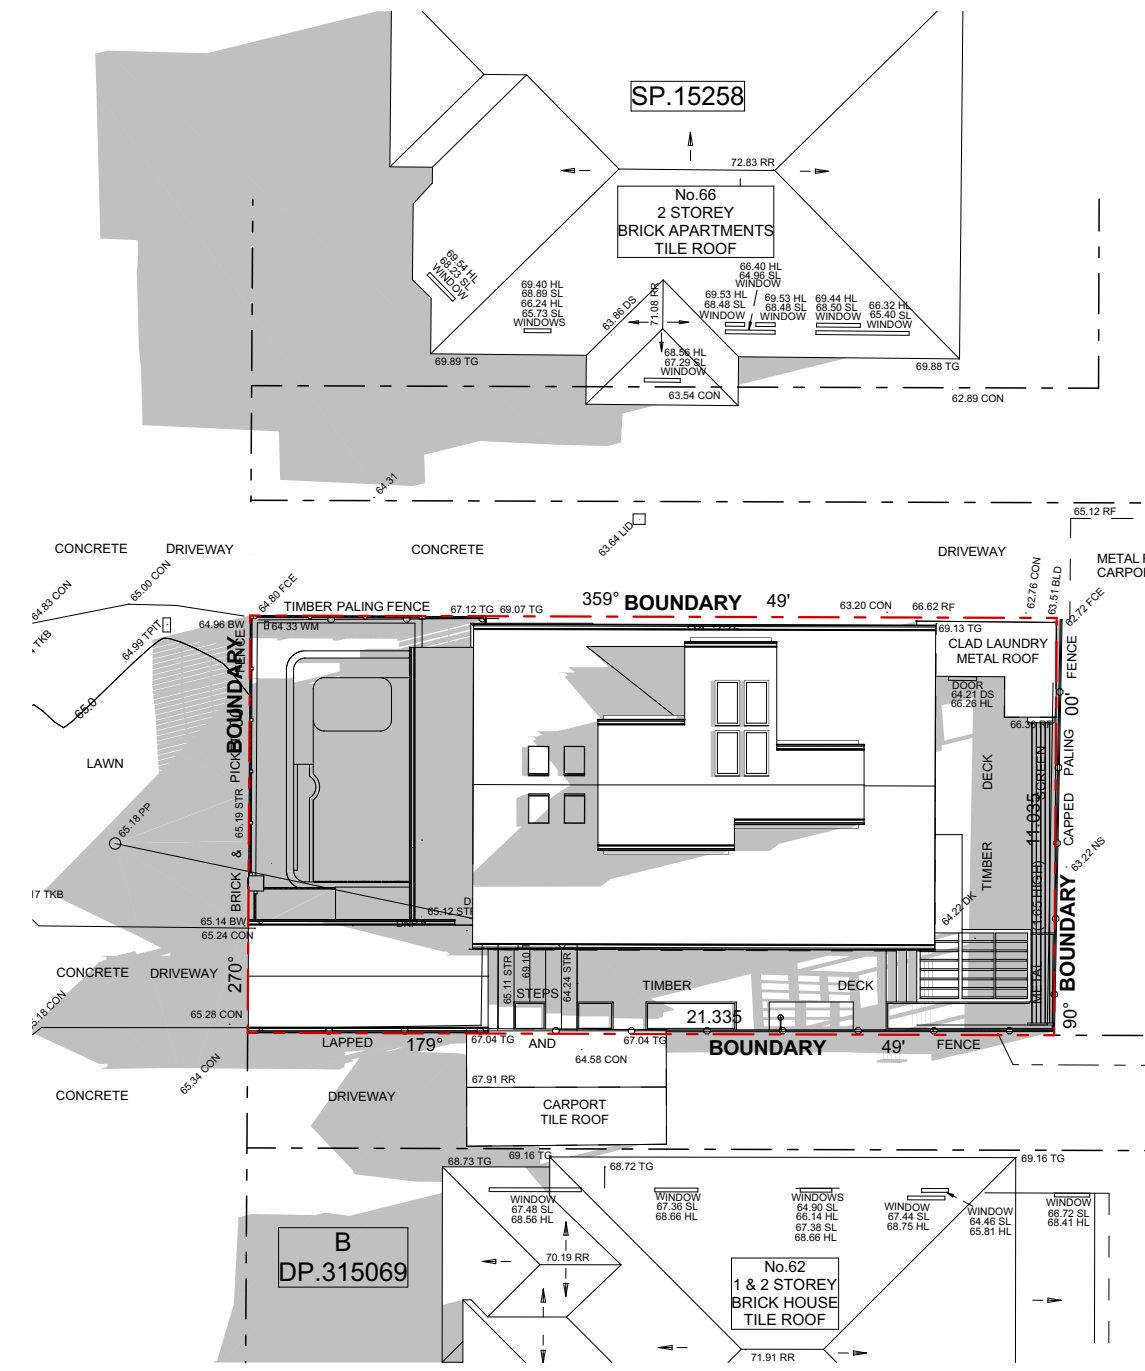 SP.15258
72.83 RR
No.66
2 STOREY
BRICK APARTMENTS
TILE ROOF
69.54 HL
68.23 SL
WINDOW
69.40 HL
68.89 SL
66.24 HL
65.73 SL
WINDOWS
63.86 DS
71.08 RR
66.40 HL
64.96 SL
WINDOW
69.53 HL
68.48 SL
WINDOW
69.53 HL
68.48 SL
WINDOW
69.44 HL
68.50 SL
WINDOW
66.32 HL
65.40 SL
WINDOW
69.89 TG
68.56 HL
67.29 SL
WINDOW
69.88 TG
63.54 CON
62.89 CON
64.31
65.12 RF
63.64 LID
CONCRETE
DRIVEWAY
CONCRETE
DRIVEWAY
METAL
64.83 CON
65.00 CON
64.80 FCE
62.76 CON
63.51 BLD
62.72 FCE
TIMBER PALING FENCE
67.12 TG
69.07 TG
359° BOUNDARY 49'
63.20 CON
66.62 RF
64.96 BW
64.33 WM
69.13 TG
TKB
64.99 TPIT
65.0
CLAD LAUNDRY
METAL ROOF
DOOR
64.21 DS
66.26 HL
LAWN
65.18 PP
BOUNDARY
270°
BRICK & PICKET FENCE
65.19 STR
TIMBER DECK
11.035
METAL SCREEN
(1.65 HIGH)
CAPPED PALING FENCE
90° BOUNDARY 00'
63.22 NS
64.22 DK
17 TKB
65.14 BW
65.24 CON
65.12 STR
CONCRETE
DRIVEWAY
65.18 CON
65.28 CON
65.11 STR
69.10
64.24 STR
STEPS
TIMBER
DECK
21.335
LAPPED
179°
67.04 TG
AND
67.04 TG
BOUNDARY
49'
FENCE
64.58 CON
65.34 CON
CONCRETE
DRIVEWAY
67.91 RR
CARPORT
TILE ROOF
68.73 TG
69.16 TG
68.72 TG
69.16 TG
WINDOW
67.48 SL
68.56 HL
WINDOW
67.36 SL
68.66 HL
WINDOWS
64.90 SL
66.14 HL
67.38 SL
68.66 HL
WINDOW
67.44 SL
68.75 HL
WINDOW
64.46 SL
65.81 HL
WINDOW
66.72 SL
68.41 HL
B
DP.315069
70.19 RR
No.62
1 & 2 STOREY
BRICK HOUSE
TILE ROOF
71.91 RR